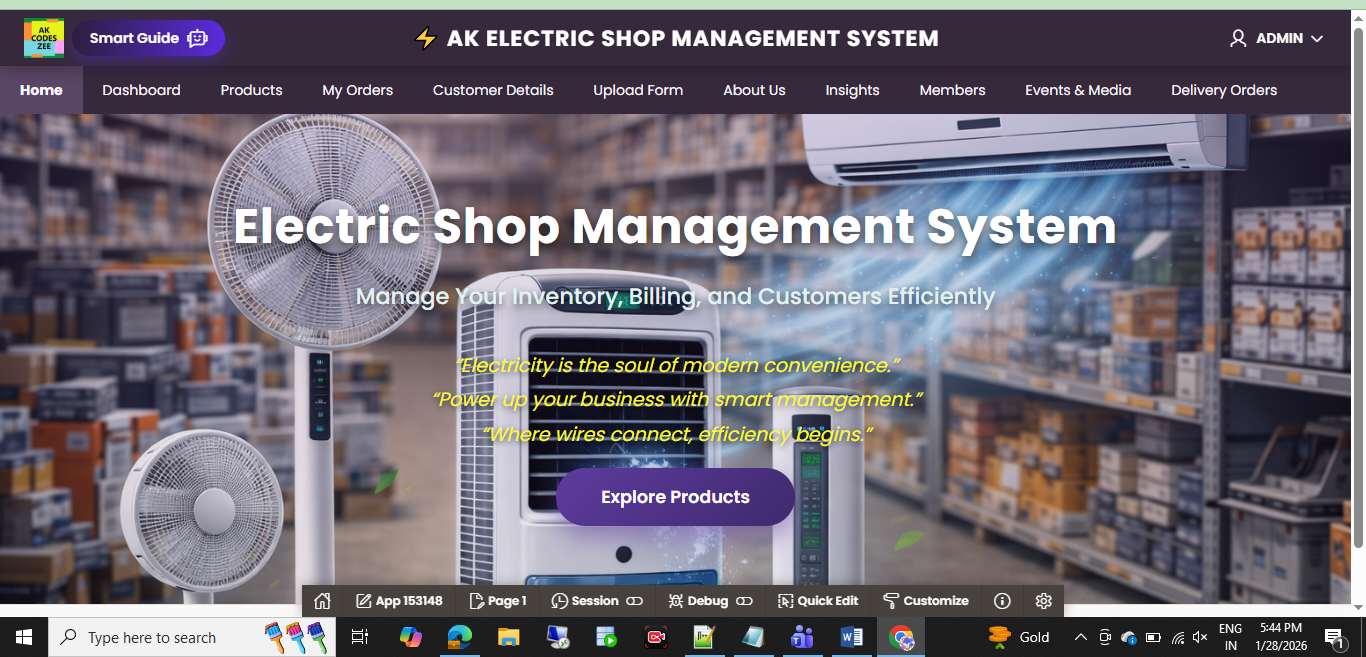 AK
CODES
ZEE
Smart Guide
⚡ AK ELECTRIC SHOP MANAGEMENT SYSTEM
ADMIN
Home Dashboard Products My Orders Customer Details Upload Form About Us Insights Members Events & Media Delivery Orders
Electric Shop Management System
Manage Your Inventory, Billing, and Customers Efficiently
“Electricity is the soul of modern convenience.”
“Power up your business with smart management.”
“Where wires connect, efficiency begins.”
Explore Products
App 153148 Page 1 Session Debug Quick Edit Customize
Type here to search
Gold
ENG
IN
5:44 PM
1/28/2026
1